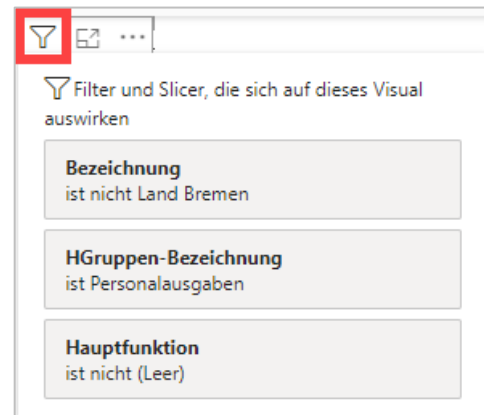 Filter und Slicer, die sich auf dieses Visual
auswirken
Bezeichnung
ist nicht Land Bremen
HGruppen-Bezeichnung
ist Personalausgaben
Hauptfunktion
ist nicht (Leer)